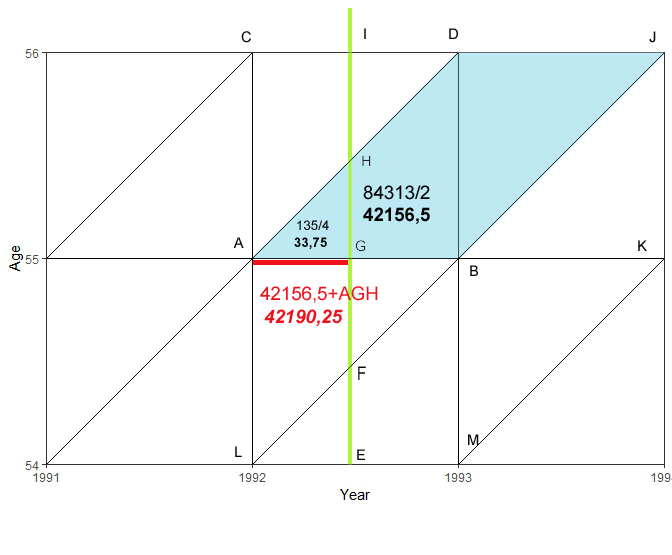 C
I
D
J
56
H
84313/2
42156,5
135/4
33,75
A
G
K
Age
55
B
42156,5+AGH
42190,25
F
M
L
E
54
1991
1992
1993
199
Year